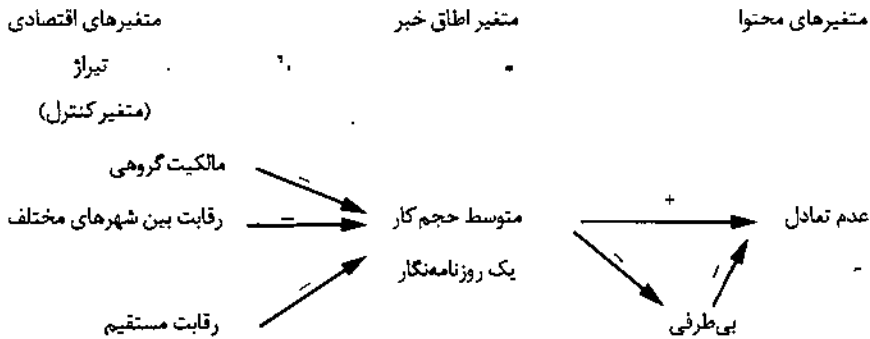 متغیرهای محتوا
متغیر اطاق خبر
متغیرهای اقتصادی
تیراژ
(متغیر کنترل)
مالکیت گروهی
–
رقابت بین شهرهای مختلف
–
رقابت مستقیم
–
متوسط حجم کار
یک روزنامه‌نگار
+
–
عدم تعادل
–
بی‌طرفی